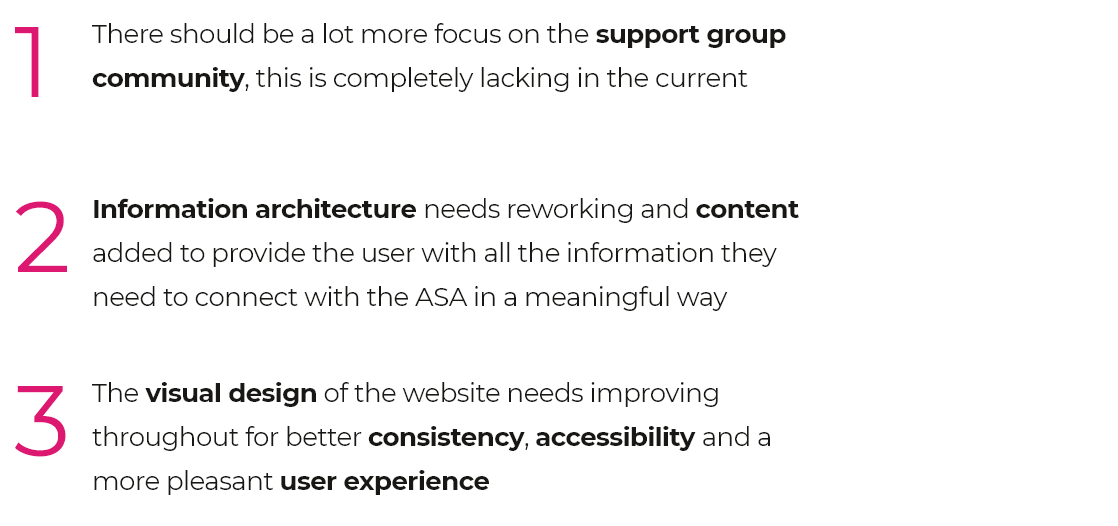 1
There should be a lot more focus on the support group
community, this is completely lacking in the current
2
Information architecture needs reworking and content
added to provide the user with all the information they
need to connect with the ASA in a meaningful way
3
The visual design of the website needs improving
throughout for better consistency, accessibility and a
more pleasant user experience